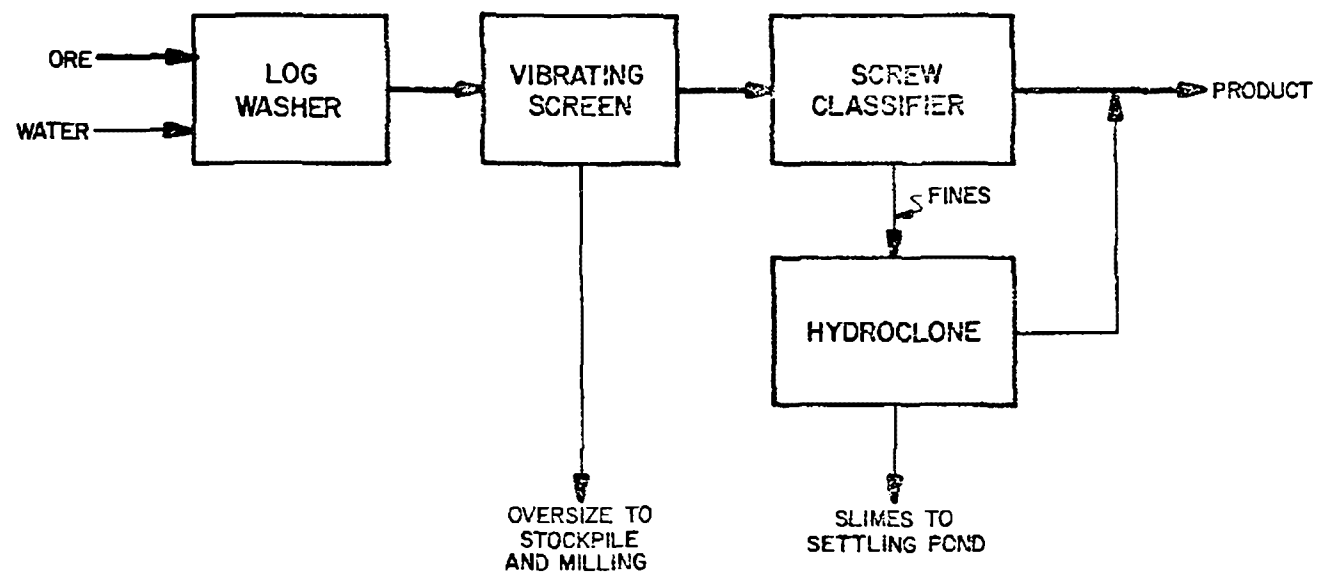 ORE
WATER
LOG
WASHER
VIBRATING
SCREEN
SCREW
CLASSIFIER
PRODUCT
FINES
HYDROCLONE
OVERSIZE TO
STOCKPILE
AND MILLING
SLIMES TO
SETTLING POND